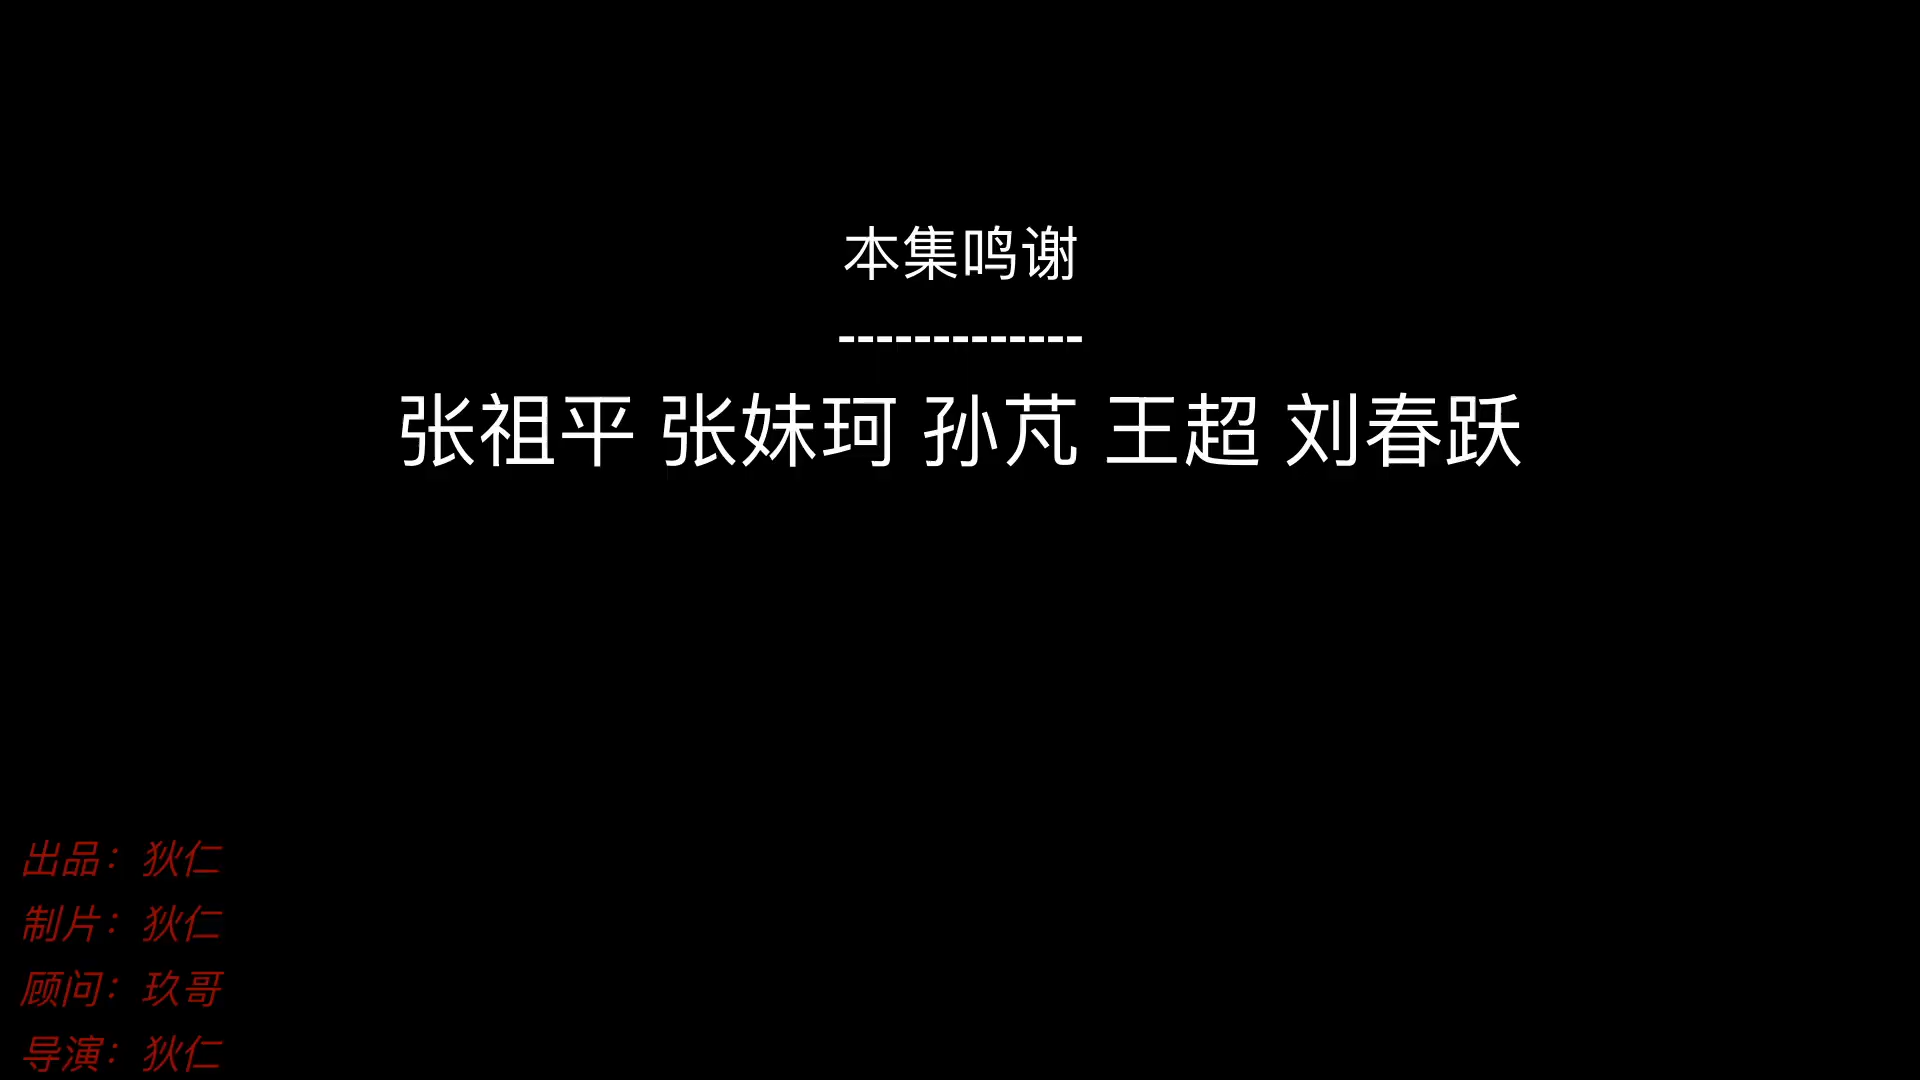 本集鸣谢
-------------
张祖平 张妹珂 孙芃 王超 刘春跃
出品：狄仁
制片：狄仁
顾问：玖哥
导演：狄仁